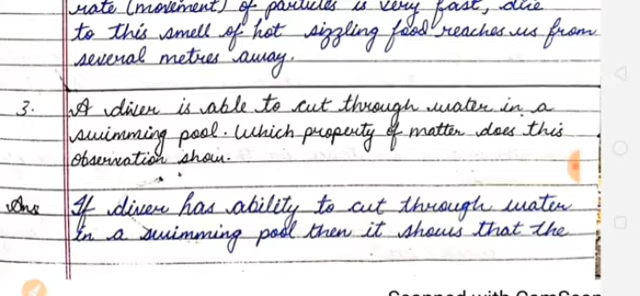 rate (movement) of particles is very fast, due
to this smell of hot sizzling food reaches us from
several metres away.
3. A diver is able to cut through water in a
swimming pool. Which property of matter does this
observation show.
Ans If diver has ability to cut through water
in a swimming pool then it shows that the
Scanned with CamScan